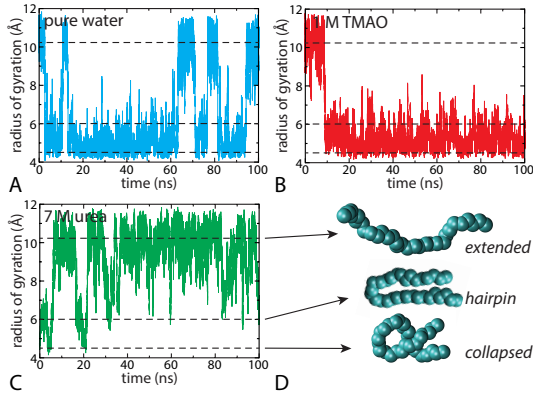 pure water
radius of gyration (Å)
12
10
8
6
4
0 20 40 60 80 100
time (ns)
A
M TMAO
radius of gyration (Å)
12
10
8
6
4
0 20 40 60 80 100
time (ns)
B
7 M urea
radius of gyration (Å)
12
10
8
6
4
0 20 40 60 80 100
time (ns)
C
extended
hairpin
collapsed
D